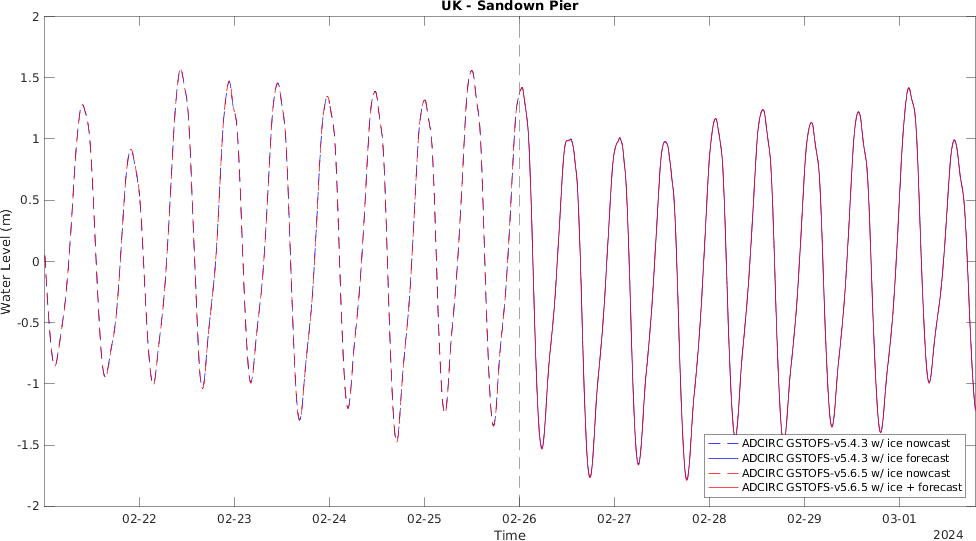 UK - Sandown Pier
2
1.5
1
0.5
0
-0.5
-1
-1.5
-2
Water Level (m)
ADCIRC GSTOFS-v5.4.3 w/ ice nowcast
ADCIRC GSTOFS-v5.4.3 w/ ice forecast
ADCIRC GSTOFS-v5.6.5 w/ ice nowcast
ADCIRC GSTOFS-v5.6.5 w/ ice + forecast
02-22 02-23 02-24 02-25 02-26 02-27 02-28 02-29 03-01
Time
2024